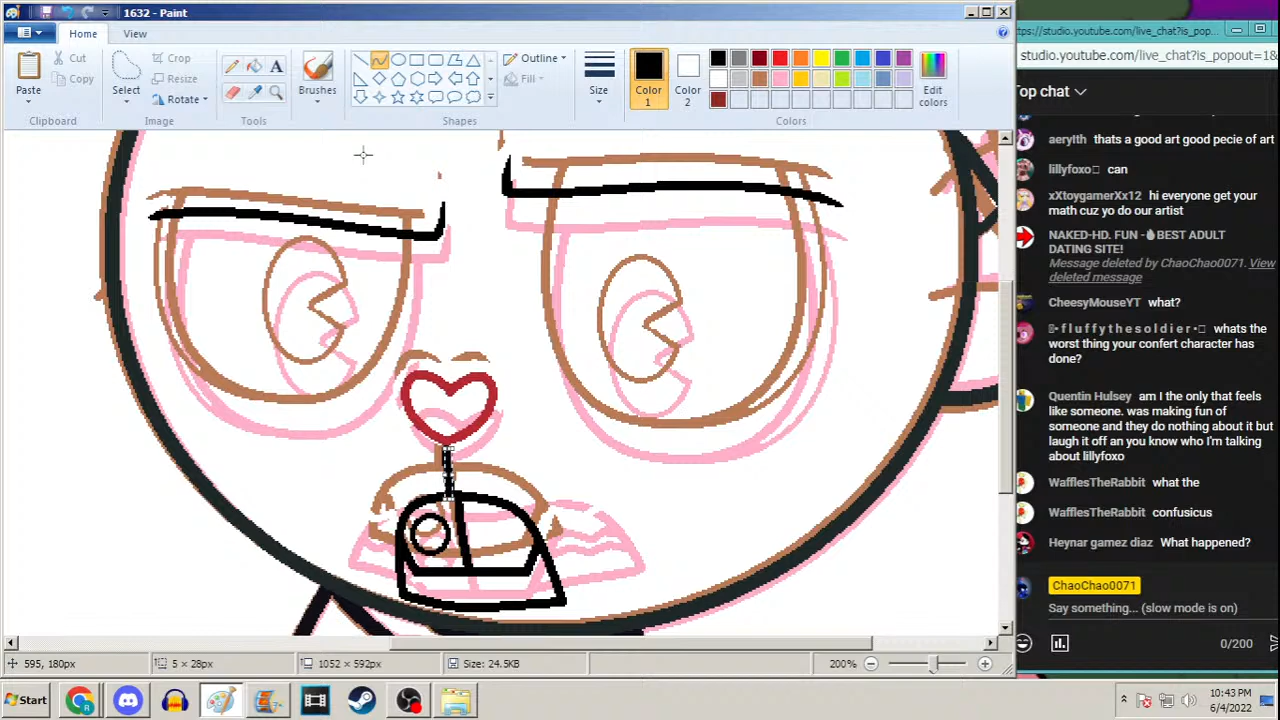 1632 - Paint
ttps://studio.youtube.com/live_chat?is_pop...
Home
View
studio.youtube.com/live_chat?is_popout=1&
Paste
Cut
Copy
Select
Crop
Resize
Rotate
Brushes
Outline
Fill
Size
Color 1
Color 2
Edit colors
Clipboard
Image
Tools
Shapes
Colors
Top chat
aerylth thats a good art good pecie of art
lillyfoxo can
xXtoygamerXx12 hi everyone get your
math cuz yo do our artist
NAKED-HD. FUN - BEST ADULT
DATING SITE!
Message deleted by ChaoChao0071. View
deleted message
CheesyMouseYT what?
• f l u f f y t h e s o l d i e r • whats the
worst thing your confert character has
done?
Quentin Hulsey am I the only that feels
like someone. was making fun of
someone and they do nothing about it but
laugh it off an you know who I'm talking
about lillyfoxo
WafflesTheRabbit what the
WafflesTheRabbit confusicus
Heynar gamez diaz What happened?
ChaoChao0071
Say something... (slow mode is on)
0/200
595, 180px
5 × 28px
1052 × 592px
Size: 24.5KB
200%
Start
10:43 PM
6/4/2022